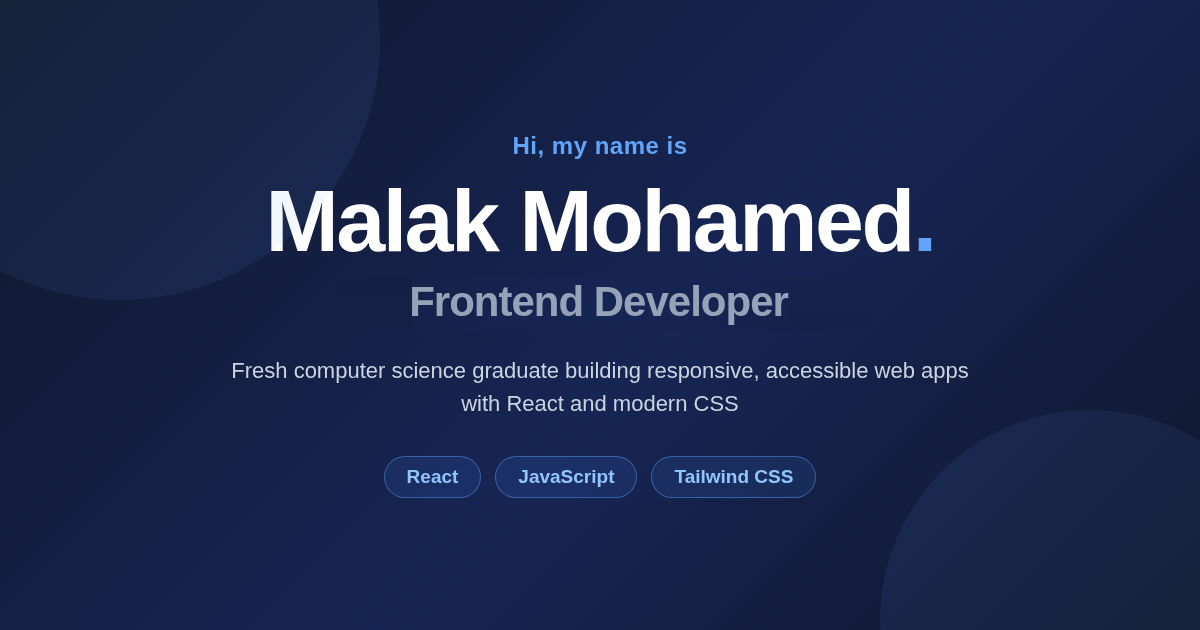 Hi, my name is
Malak Mohamed.
Frontend Developer
Fresh computer science graduate building responsive, accessible web apps
with React and modern CSS
React JavaScript Tailwind CSS